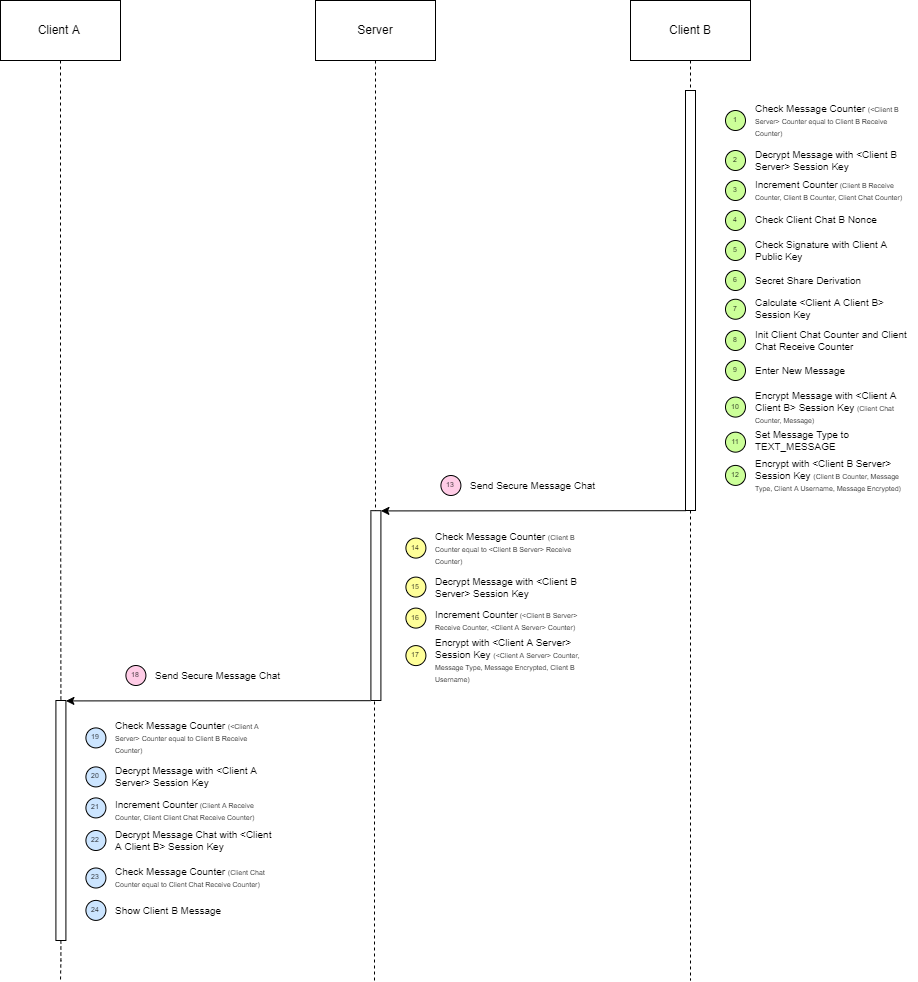 Client A
Server
Client B
1
Check Message Counter (<Client B
Server> Counter equal to Client B Receive
Counter)
2
Decrypt Message with <Client B
Server> Session Key
3
Increment Counter (Client B Receive
Counter, Client B Counter, Client Chat Counter)
4
Check Client Chat B Nonce
5
Check Signature with Client A
Public Key
6
Secret Share Derivation
7
Calculate <Client A Client B>
Session Key
8
Init Client Chat Counter and Client
Chat Receive Counter
9
Enter New Message
10
Encrypt Message with <Client A
Client B> Session Key (Client Chat
Counter, Message)
11
Set Message Type to
TEXT_MESSAGE
12
Encrypt with <Client B Server>
Session Key (Client B Counter, Message
Type, Client A Username, Message Encrypted)
13
Send Secure Message Chat
14
Check Message Counter (Client B
Counter equal to <Client B Server> Receive
Counter)
15
Decrypt Message with <Client B
Server> Session Key
16
Increment Counter (<Client B Server>
Receive Counter, <Client A Server> Counter)
17
Encrypt with <Client A Server>
Session Key (<Client A Server> Counter,
Message Type, Message Encrypted, Client B
Username)
18
Send Secure Message Chat
19
Check Message Counter (<Client A
Server> Counter equal to Client B Receive
Counter)
20
Decrypt Message with <Client A
Server> Session Key
21
Increment Counter (Client A Receive
Counter, Client Client Chat Receive Counter)
22
Decrypt Message Chat with <Client
A Client B> Session Key
23
Check Message Counter (Client Chat
Counter equal to Client Chat Receive Counter)
24
Show Client B Message